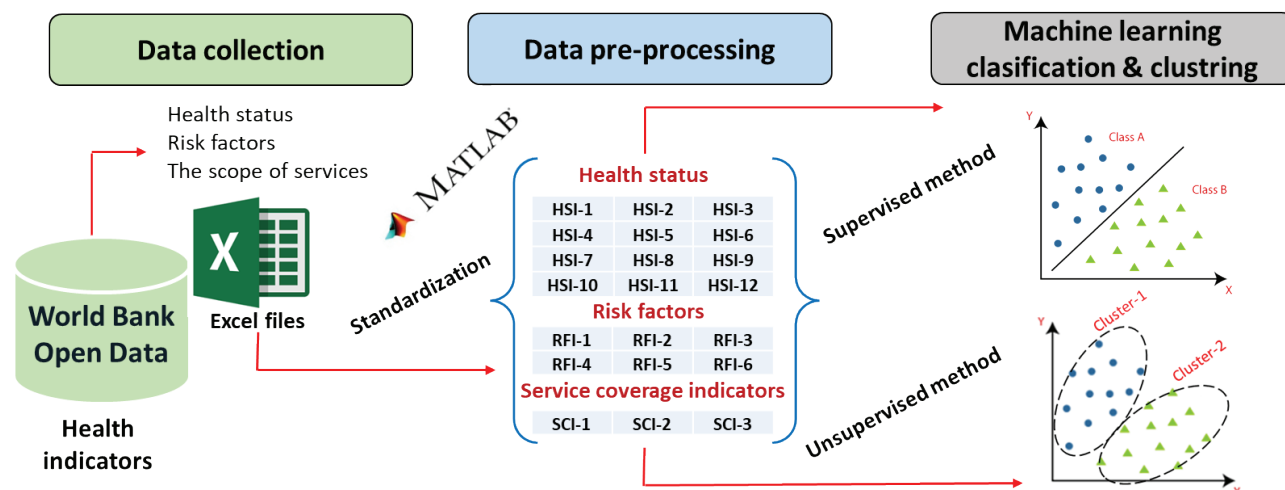 Data collection
Data pre-processing
Machine learning
clasification & clustring
Health status
Risk factors
The scope of services
X
Excel files
World Bank
Open Data
Health
indicators
MATLAB
Standardization
Health status
HSI-1 HSI-2 HSI-3
HSI-4 HSI-5 HSI-6
HSI-7 HSI-8 HSI-9
HSI-10 HSI-11 HSI-12
Risk factors
RFI-1 RFI-2 RFI-3
RFI-4 RFI-5 RFI-6
Service coverage indicators
SCI-1 SCI-2 SCI-3
Supervised method
Unsupervised method
Y
Class A
Class B
X
Y
Cluster-1
Cluster-2